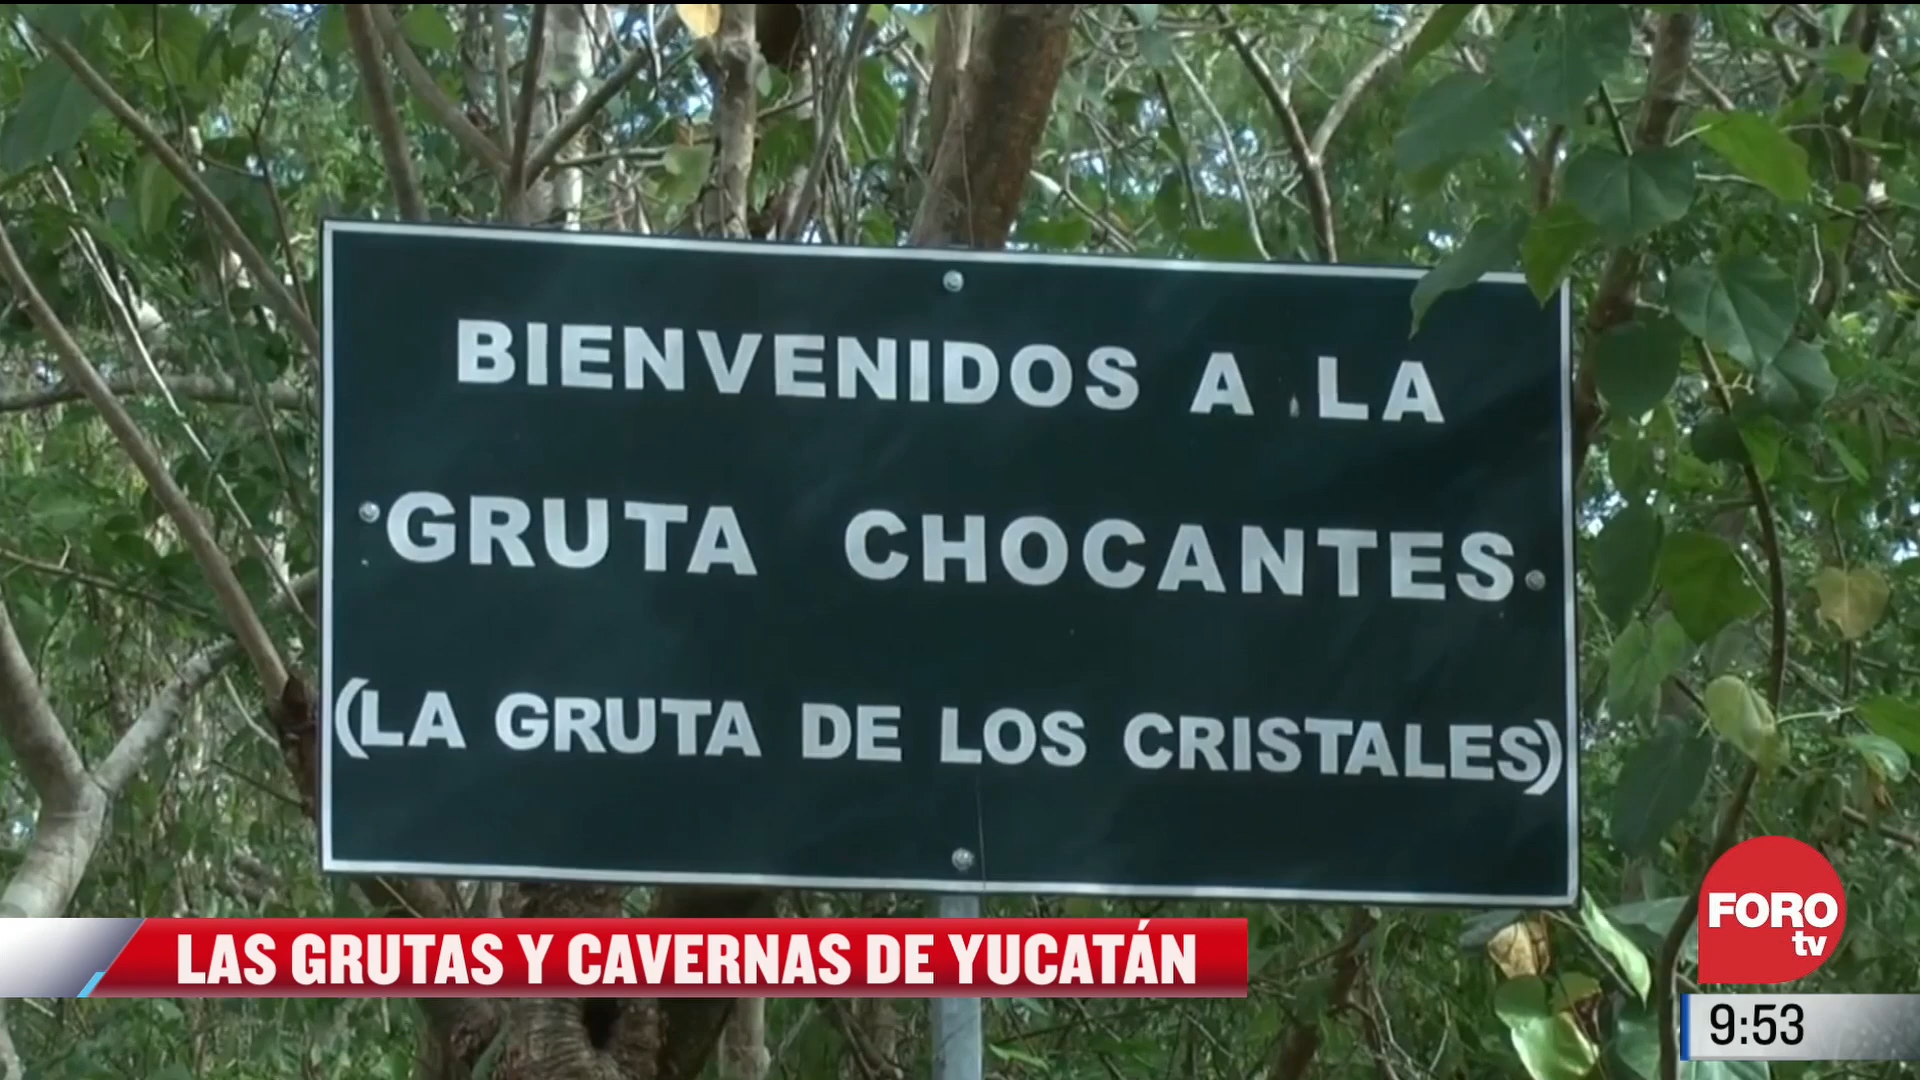 BIENVENIDOS A LA
GRUTA CHOCANTES
(LA GRUTA DE LOS CRISTALES)
LAS GRUTAS Y CAVERNAS DE YUCATÁN
FORO
tv
9:53